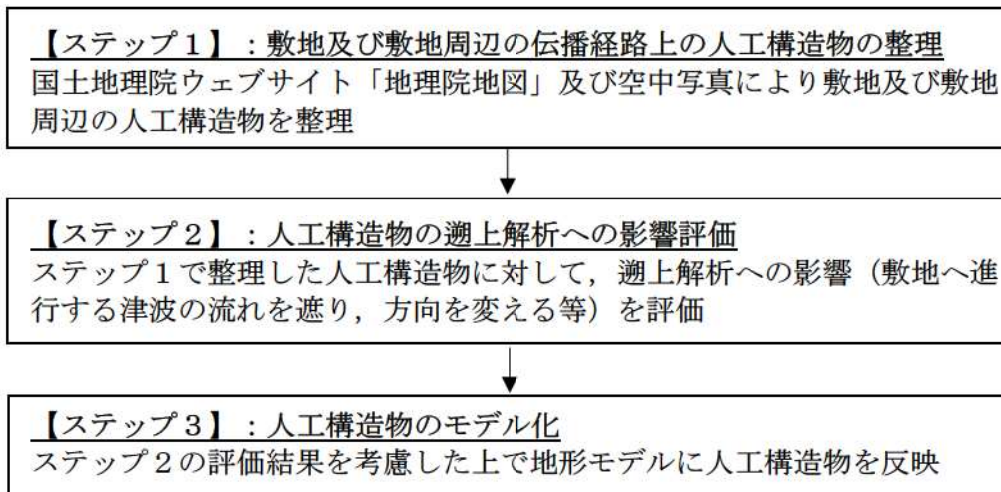 【ステップ１】：敷地及び敷地周辺の伝播経路上の人工構造物の整理
国土地理院ウェブサイト「地理院地図」及び空中写真により敷地及び敷地
周辺の人工構造物を整理
【ステップ２】：人工構造物の遡上解析への影響評価
ステップ１で整理した人工構造物に対して，遡上解析への影響（敷地へ進
行する津波の流れを遮り，方向を変える等）を評価
【ステップ３】：人工構造物のモデル化
ステップ２の評価結果を考慮した上で地形モデルに人工構造物を反映